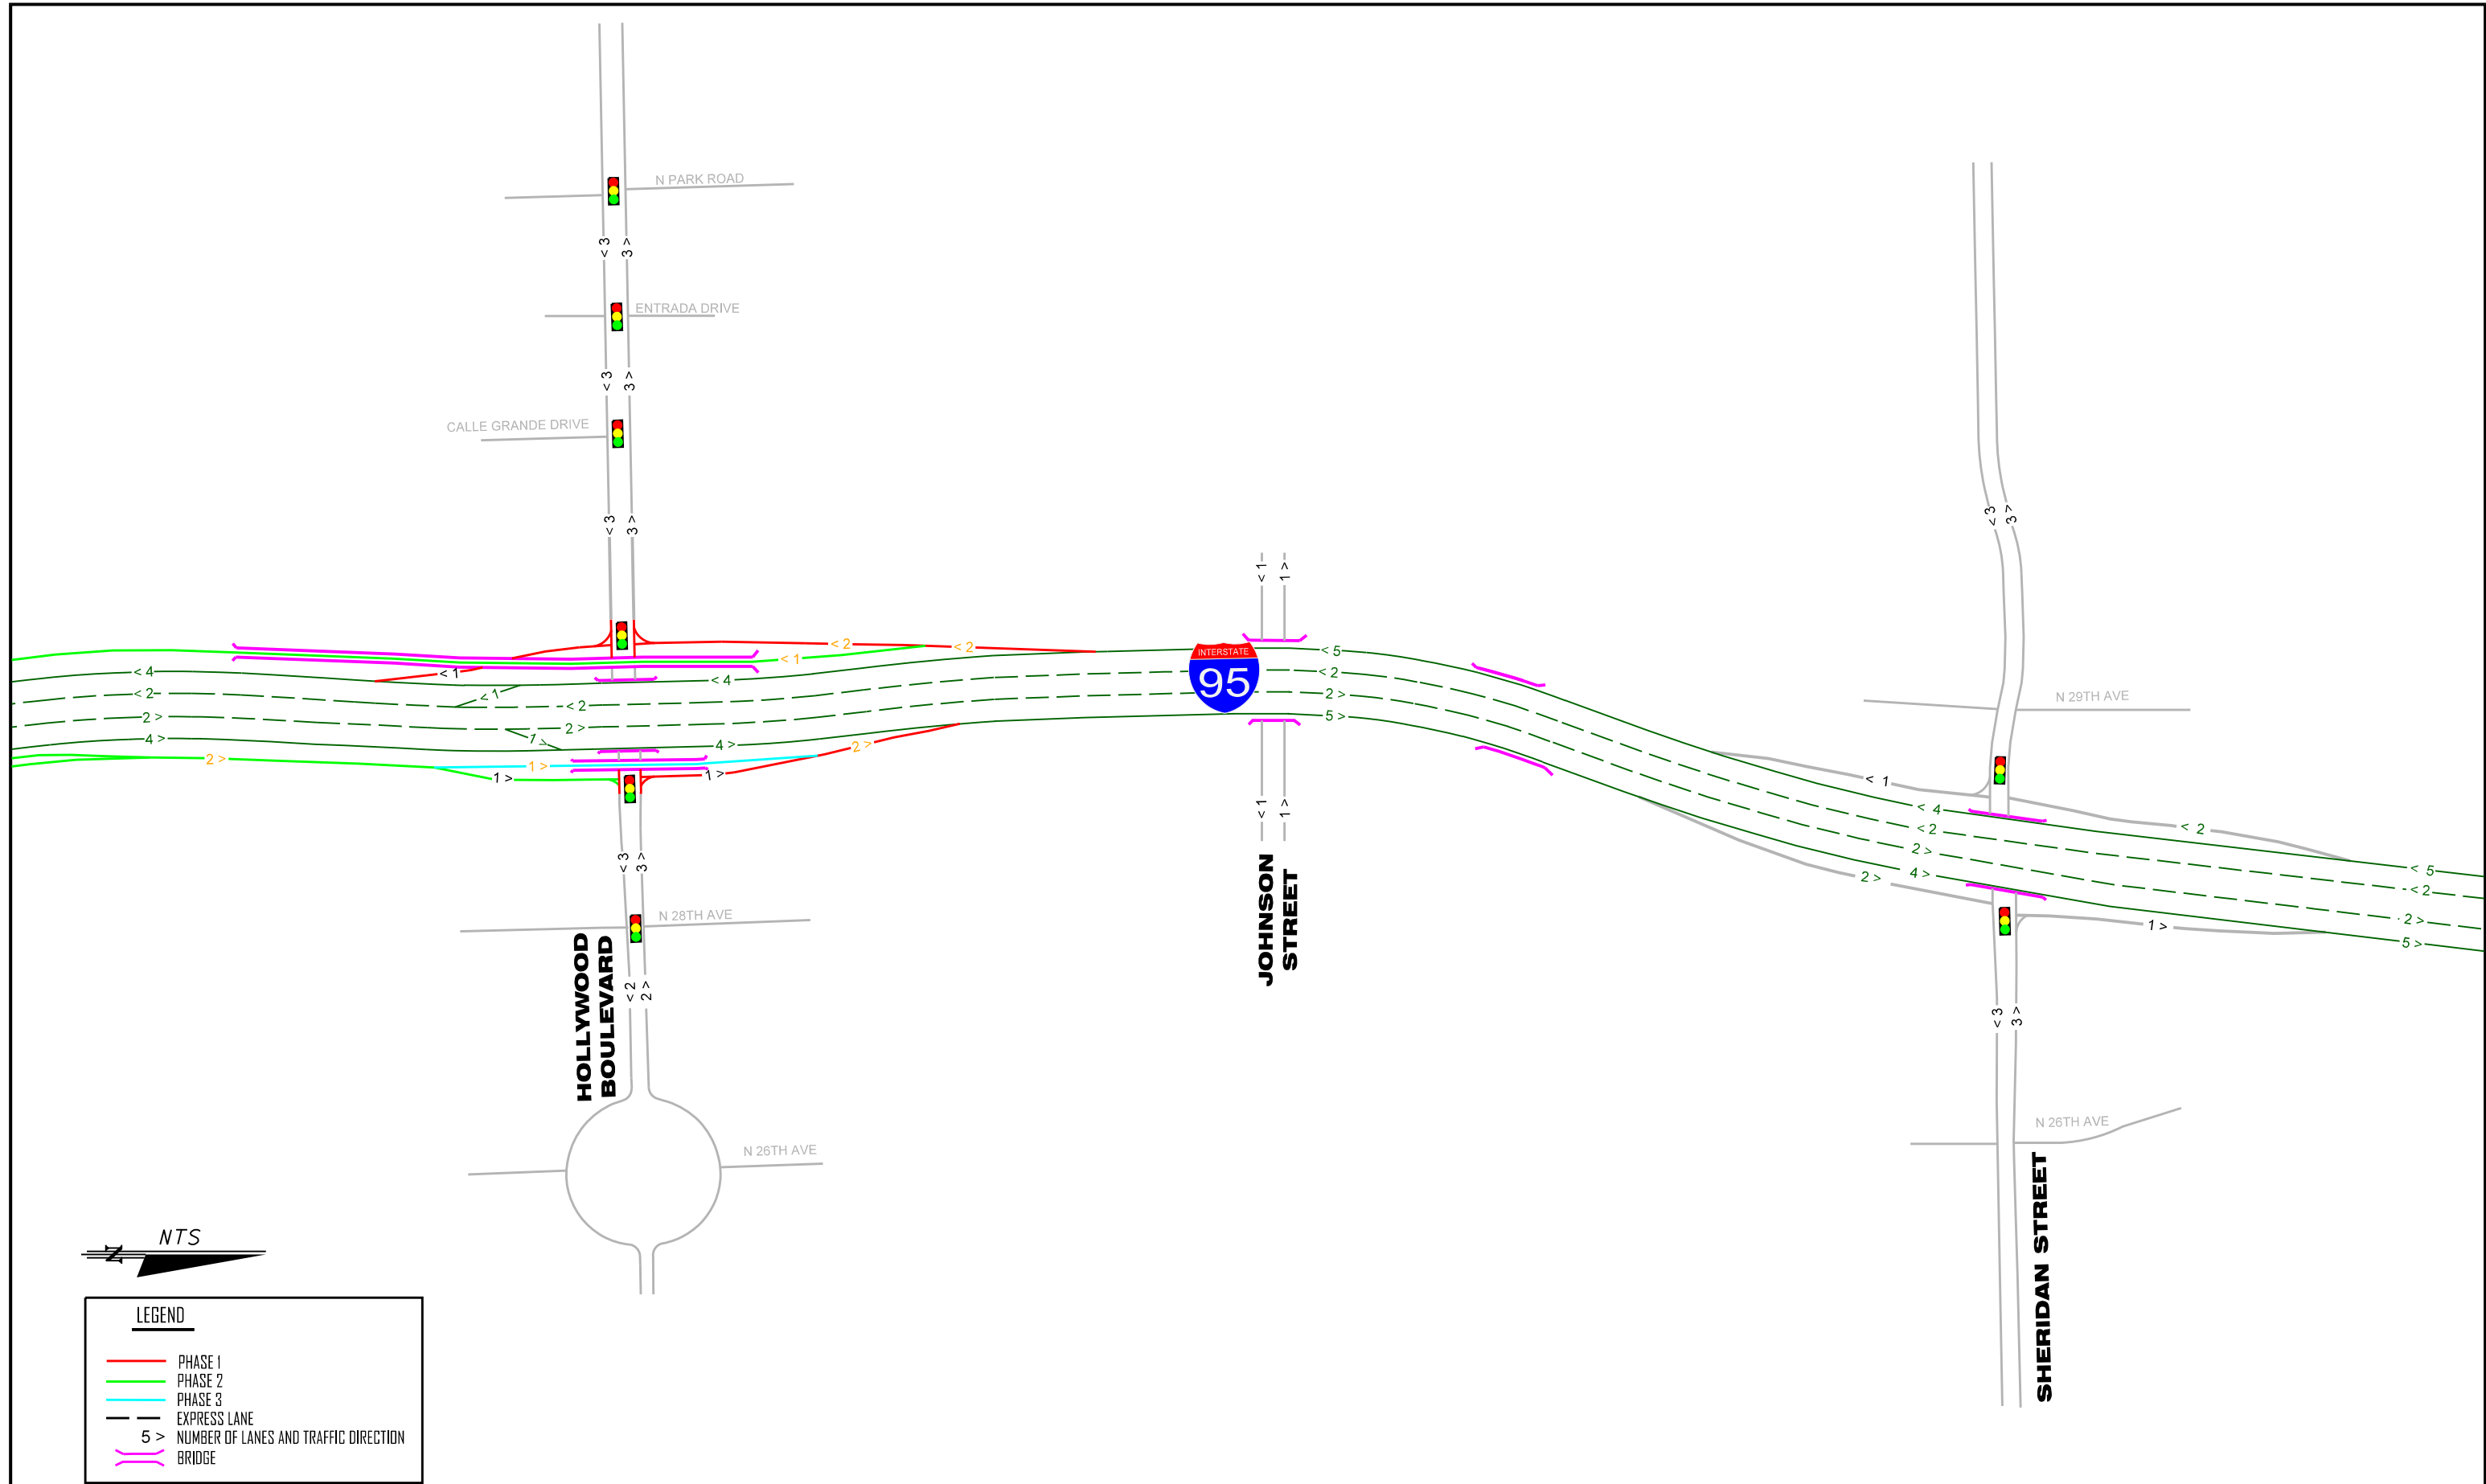 N PARK ROAD
< 3
3 >
ENTRADA DRIVE
< 3
3 >
CALLE GRANDE DRIVE
< 3
3 >
< 3
3 >
< 1
1 >
< 2
< 2
< 1
< 1
< 4
< 2
2 >
4 >
2 >
< 1
1 >
< 4
< 2
2 >
4 >
1 >
1 >
1 >
2 >
INTERSTATE
95
< 5
< 2
2 >
5 >
N 29TH AVE
< 1
< 4
< 2
2 >
4 >
2 >
< 2
< 5
< 2
2 >
5 >
1 >
< 3
3 >
< 1
1 >
N 28TH AVE
< 2
2 >
HOLLYWOOD
BOULEVARD
JOHNSON
STREET
< 3
3 >
N 26TH AVE
N 26TH AVE
SHERIDAN STREET
NTS
N
LEGEND
PHASE 1
PHASE 2
PHASE 3
EXPRESS LANE
5 > NUMBER OF LANES AND TRAFFIC DIRECTION
BRIDGE